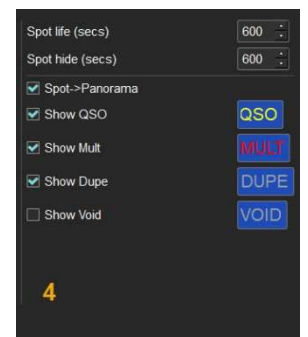 Spot life (secs) 600
Spot hide (secs) 600
Spot->Panorama
Show QSO QSO
Show Mult MULT
Show Dupe DUPE
Show Void VOID
4